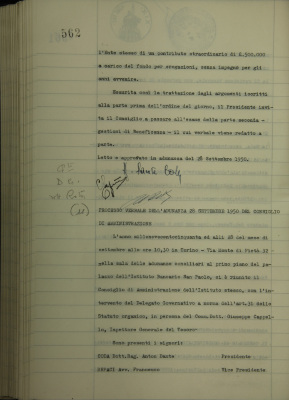 562
l'Ente stesso di un contributo straordinario di £.500.000
a carico del Fondo per erogazioni, senza impegno per gli
anni avvenire.
Esaurita così la trattazione degli argomenti iscritti
alla parte prima dell'ordine del giorno, il Presidente invi-
ta il Consiglio a passare all'esame della parte seconda -
gestioni di Beneficenza - il cui verbale viene redatto a
parte.
Letto e approvato in adunanza del 28 Settembre 1950.
PROCESSO VERBALE DELL'ADUNANZA 28 SETTEMBRE 1950 DEL CONSIGLIO
DI AMMINISTRAZIONE
L'anno millenovecentocinquanta ed alli 28 del mese di
settembre alle ore 16,30 in Torino - Via Monte di Pietà
nella sala delle adunanze consiliari al primo piano del pa-
lazzo dell'Istituto Bancario San Paolo, si è riunito il
Consiglio di Amministrazione dell'Istituto stesso, con l'in-
tervento del Delegato Governativo a norma dell'art.31 dello
Statuto organico, in persona del Comm.Dott. Giuseppe
Ispettore Generale del Tesoro
Sono presenti i signori:
Dott.Rag. Anton Dante Presidente
Avv. Francesco Vice Presidente